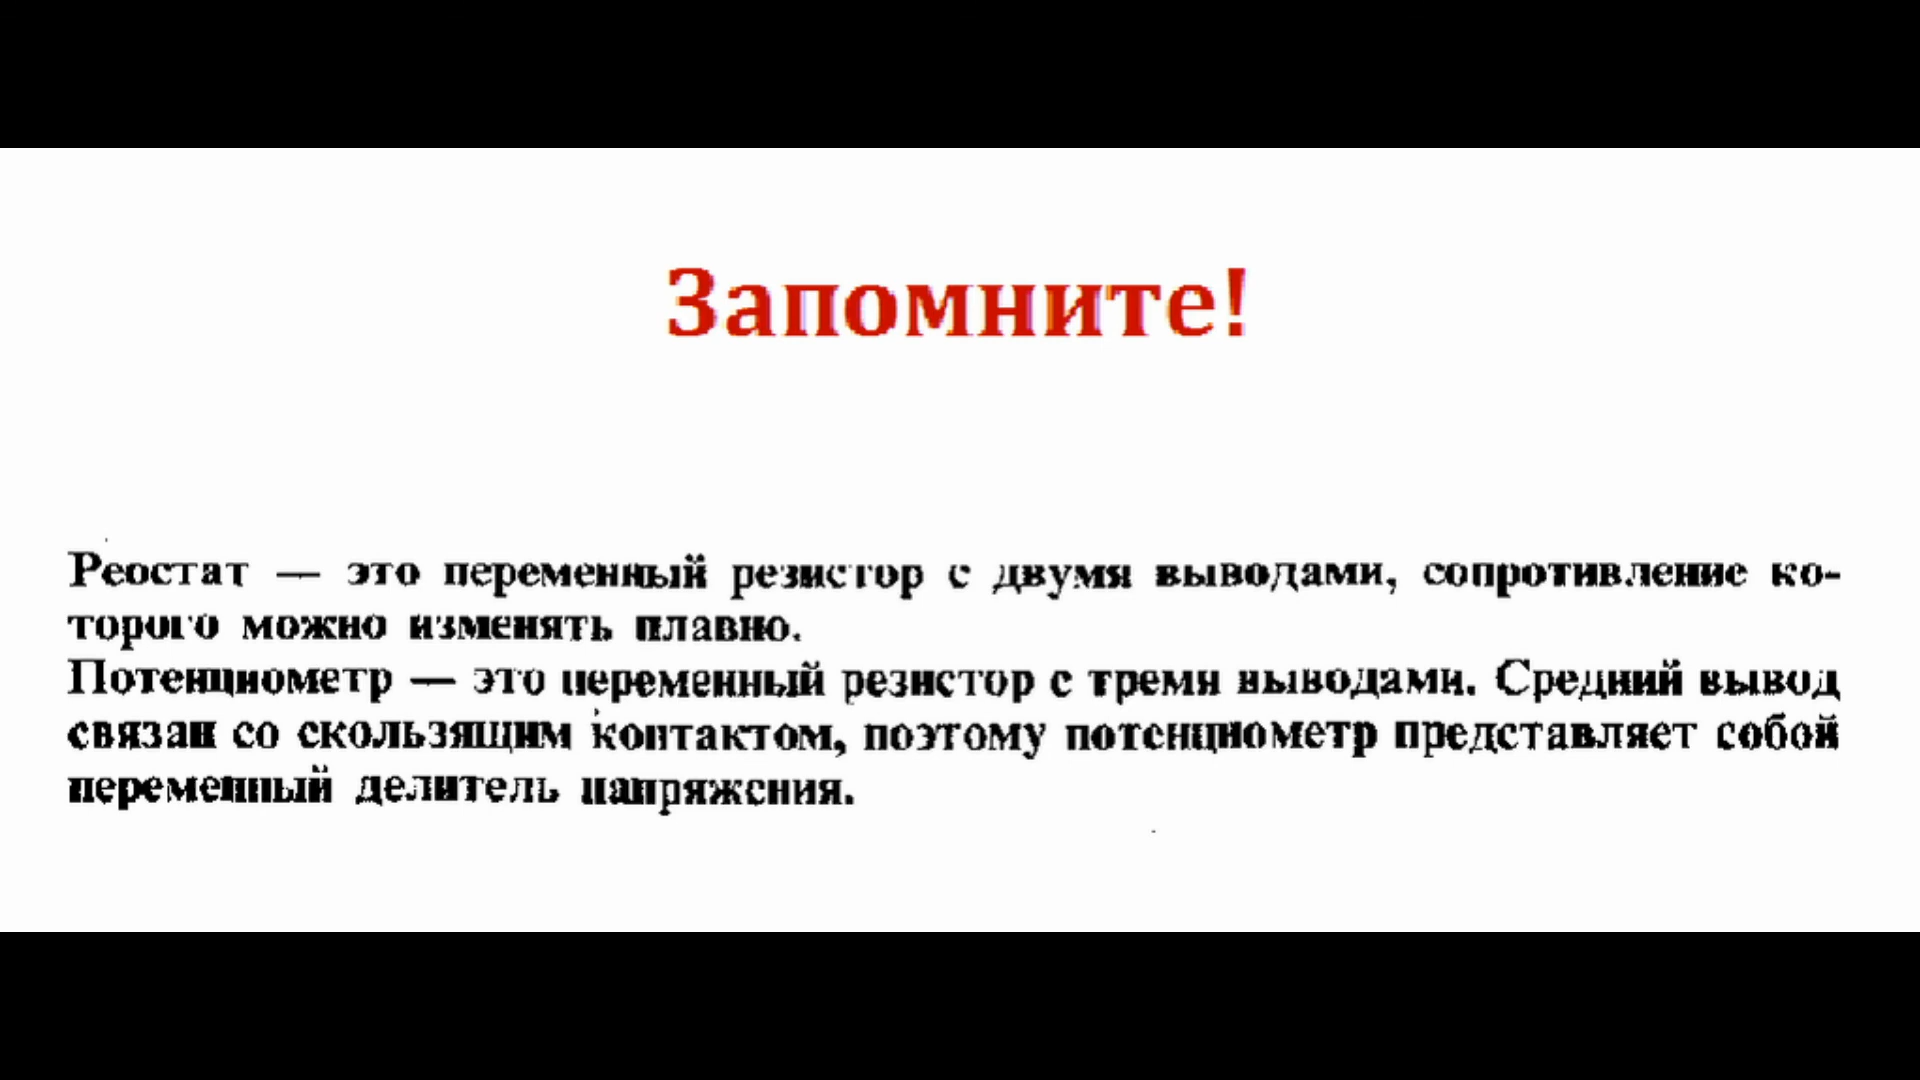 Запомните!
Реостат — это переменный резистор с двумя выводами, сопротивление ко-
торого можно изменять плавно.
Потенциометр — это переменный резистор с тремя выводами. Средний вывод
связан со скользящим контактом, поэтому потенциометр представляет собой
переменный делитель напряжения.